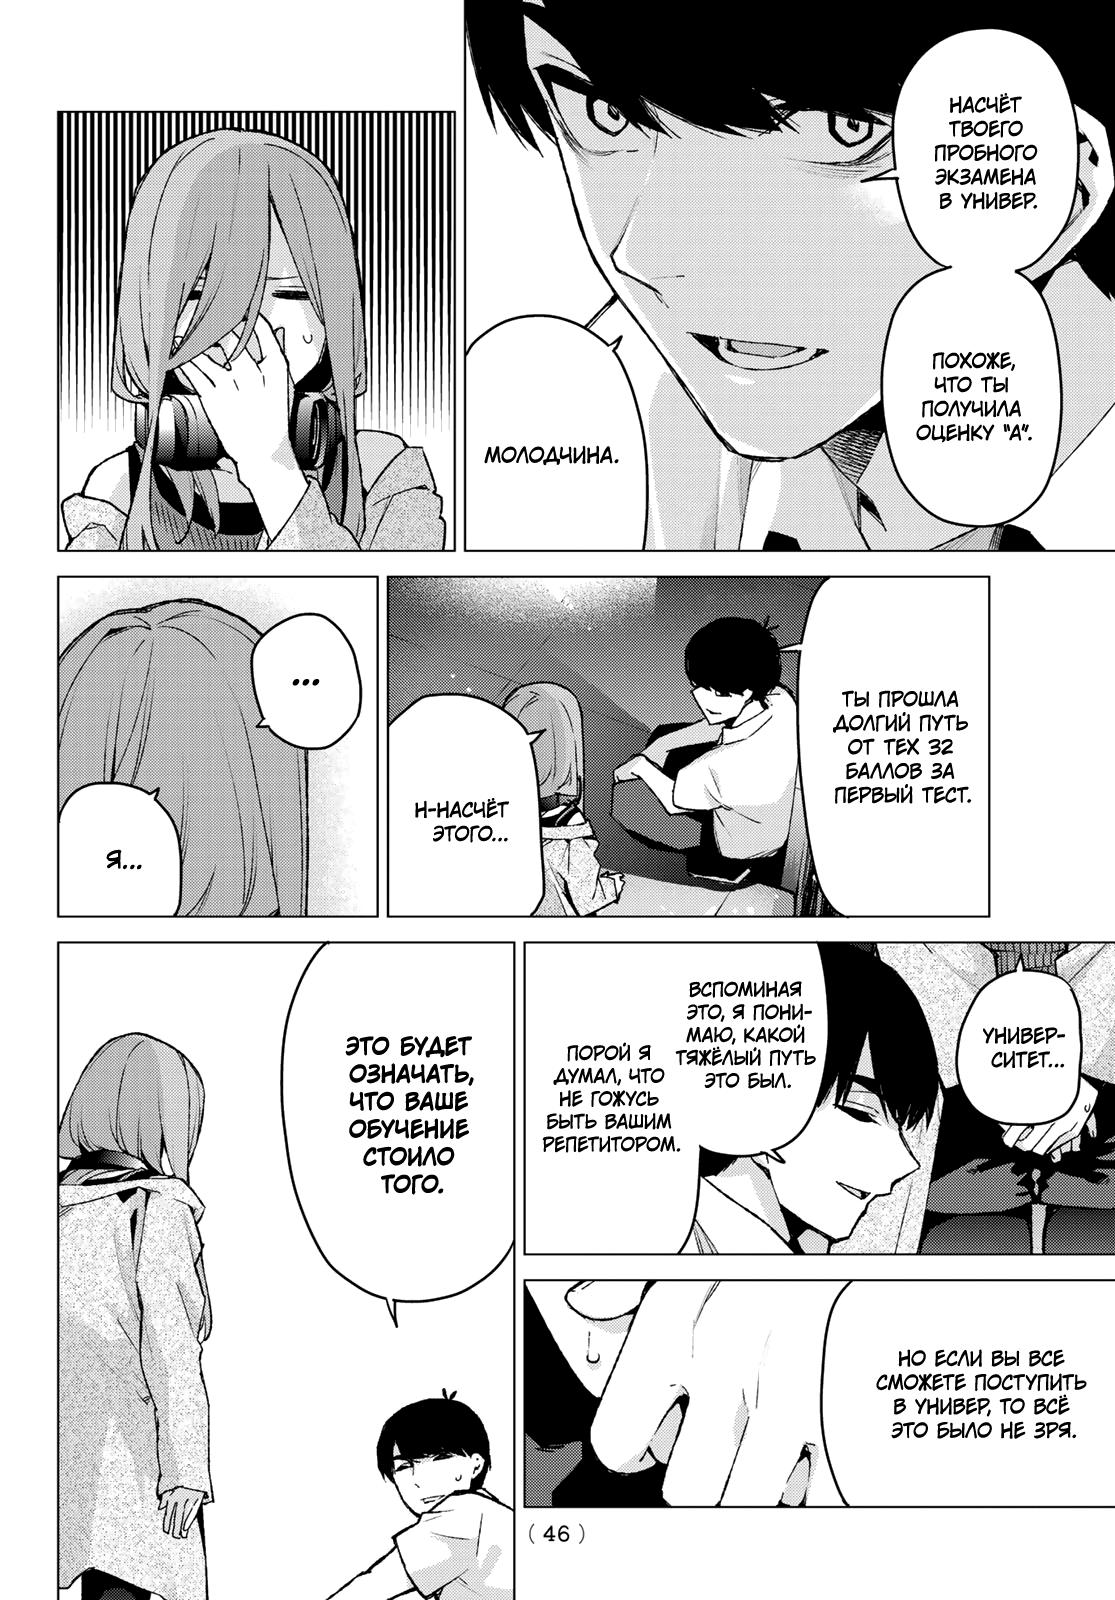 НАСЧЁТ
ТВОЕГО
ПРОБНОГО
ЭКЗАМЕНА
В УНИВЕР.
ПОХОЖЕ,
ЧТО ТЫ
ПОЛУЧИЛА
ОЦЕНКУ "А".
МОЛОДЧИНА.
ТЫ ПРОШЛА
ДОЛГИЙ ПУТЬ
ОТ ТЕХ 32
БАЛЛОВ ЗА
ПЕРВЫЙ ТЕСТ.
Н-НАСЧЁТ
ЭТОГО...
...
Я...
УНИВЕР-
СИТЕТ...
ВСПОМИНАЯ
ЭТО, Я ПОНИ-
МАЮ, КАКОЙ
ТЯЖЁЛЫЙ ПУТЬ
ЭТО БЫЛ.
ПОРОЙ Я
ДУМАЛ, ЧТО
НЕ ГОЖУСЬ
БЫТЬ ВАШИМ
РЕПЕТИТОРОМ.
НО ЕСЛИ ВЫ ВСЕ
СМОЖЕТЕ ПОСТУПИТЬ
В УНИВЕР, ТО ВСЁ
ЭТО БЫЛО НЕ ЗРЯ.
ЭТО БУДЕТ
ОЗНАЧАТЬ,
ЧТО ВАШЕ
ОБУЧЕНИЕ
СТОИЛО
ТОГО.
( 46 )